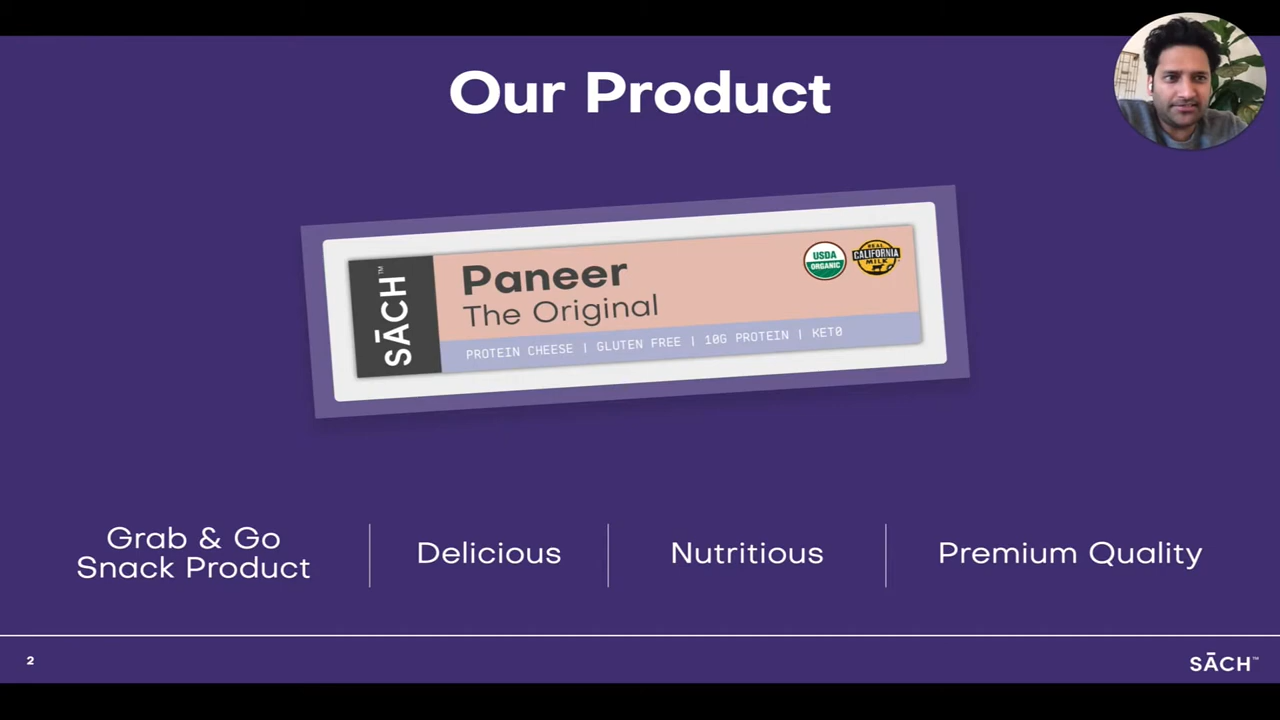 Our Product
SĀCH™
Paneer
The Original
PROTEIN CHEESE | GLUTEN FREE | 10G PROTEIN | KETO
USDA
ORGANIC
REAL
CALIFORNIA
MILK
Grab & Go
Snack Product
Delicious
Nutritious
Premium Quality
2
SĀCH™